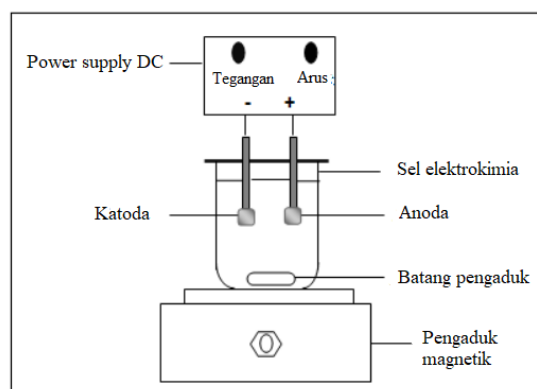 Power supply DC
Tegangan
Arus
-
+
Sel elektrokimia
Katoda
Anoda
Batang pengaduk
Pengaduk
magnetik